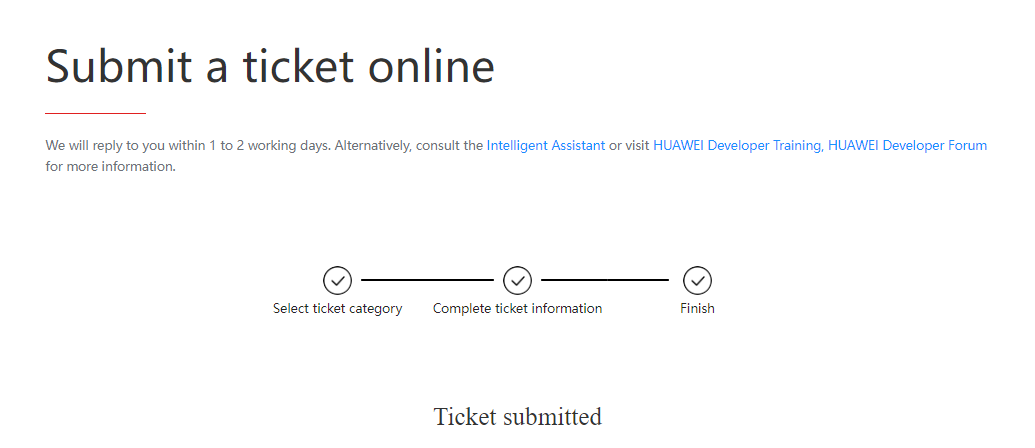 Submit a ticket online
We will reply to you within 1 to 2 working days. Alternatively, consult the Intelligent Assistant or visit HUAWEI Developer Training, HUAWEI Developer Forum
for more information.
Select ticket category
Complete ticket information
Finish
Ticket submitted